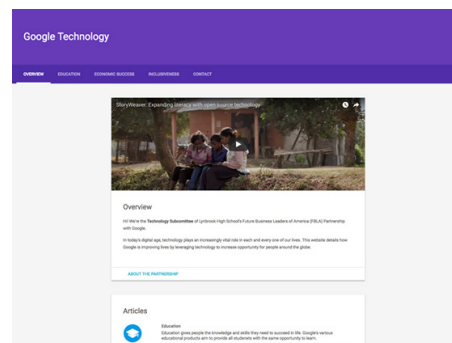 Google Technology
OVERVIEW EDUCATION ECONOMIC SUCCESS INCLUSIVENESS CONTACT
StoryWeaver: Expanding literacy with open source technology
Overview
Hi! We're the Technology Subcommittee of Lynbrook High School's Future Business Leaders of America (FBLA) Partnership
with Google.
In today's digital age, technology plays an increasingly vital role in each and every one of our lives. This website details how
Google is improving lives by leveraging technology to increase opportunity for people around the globe.
ABOUT THE PARTNERSHIP
Articles
Education
Education gives people the knowledge and skills they need to succeed in life. Google's various
educational products aim to provide all students with the same opportunity to learn.